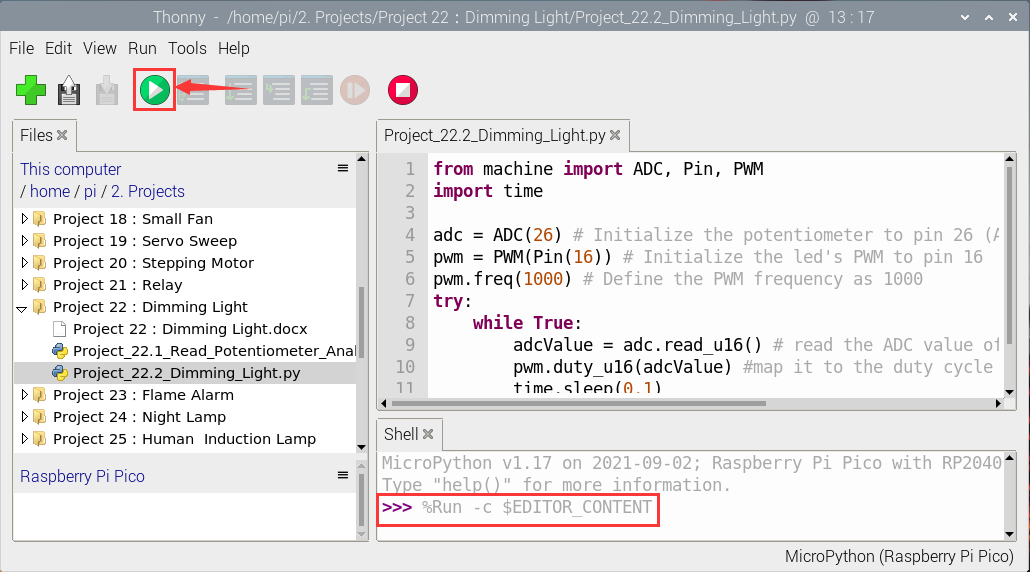 Thonny - /home/pi/2. Projects/Project 22 : Dimming Light/Project_22.2_Dimming_Light.py @ 13 : 17
File Edit View Run Tools Help
Files
This computer
/ home / pi / 2. Projects
Project 18 : Small Fan
Project 19 : Servo Sweep
Project 20 : Stepping Motor
Project 21 : Relay
Project 22 : Dimming Light
Project 22 : Dimming Light.docx
Project_22.1_Read_Potentiometer_Anal
Project_22.2_Dimming_Light.py
Project 23 : Flame Alarm
Project 24 : Night Lamp
Project 25 : Human  Induction Lamp
Raspberry Pi Pico
Project_22.2_Dimming_Light.py
1 from machine import ADC, Pin, PWM
2 import time
3
4 adc = ADC(26) # Initialize the potentiometer to pin 26 (A
5 pwm = PWM(Pin(16)) # Initialize the led's PWM to pin 16
6 pwm.freq(1000) # Define the PWM frequency as 1000
7 try:
8     while True:
9         adcValue = adc.read_u16() # read the ADC value of
10         pwm.duty_u16(adcValue) #map it to the duty cycle
11         time.sleep(0.1)
Shell
MicroPython v1.17 on 2021-09-02; Raspberry Pi Pico with RP2040
Type "help()" for more information.
>>> %Run -c $EDITOR_CONTENT
MicroPython (Raspberry Pi Pico)